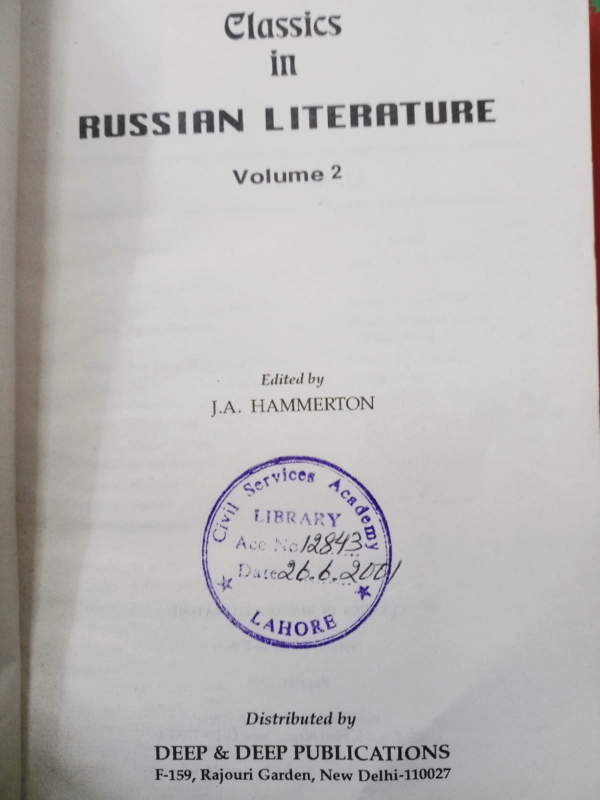 Classics
in
RUSSIAN LITERATURE
Volume 2
Edited by
J.A. HAMMERTON
Civil Services Academy
LIBRARY
Acc No 12843
Date 26.6.2001
LAHORE
Distributed by
DEEP & DEEP PUBLICATIONS
F-159, Rajouri Garden, New Delhi-110027